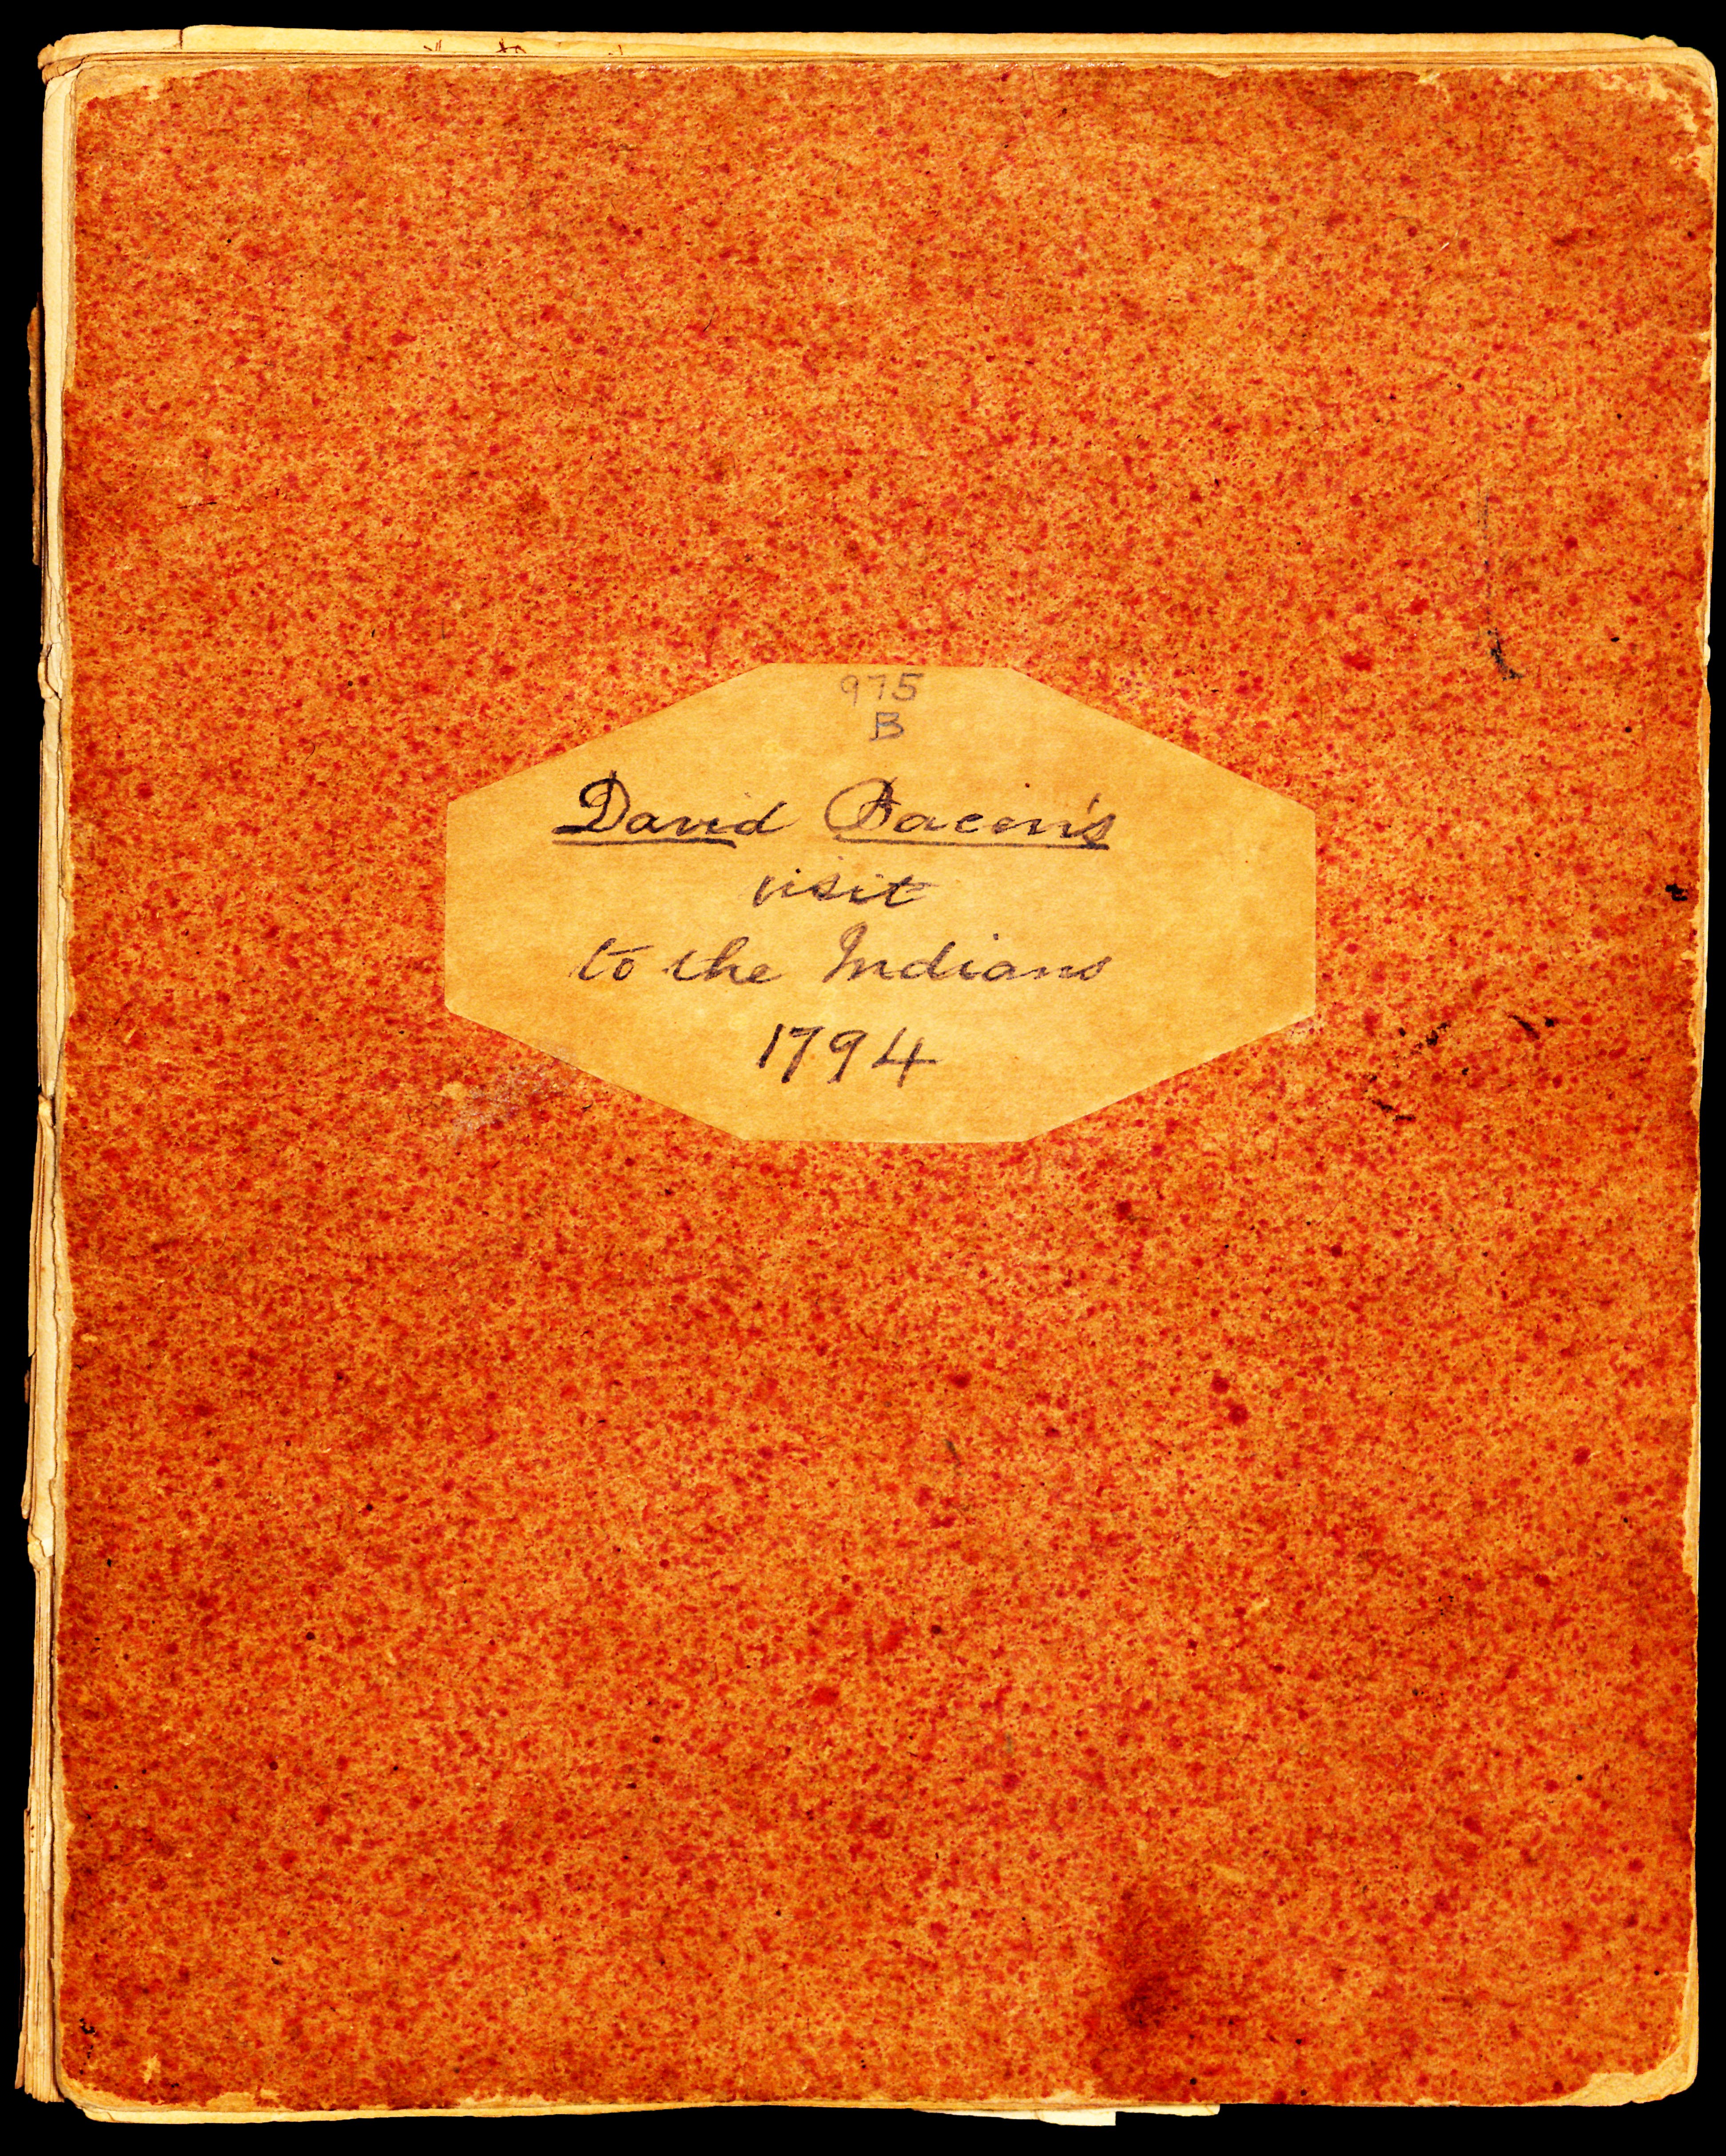 975
B
David Bacon's
visit
to the Indians
1794